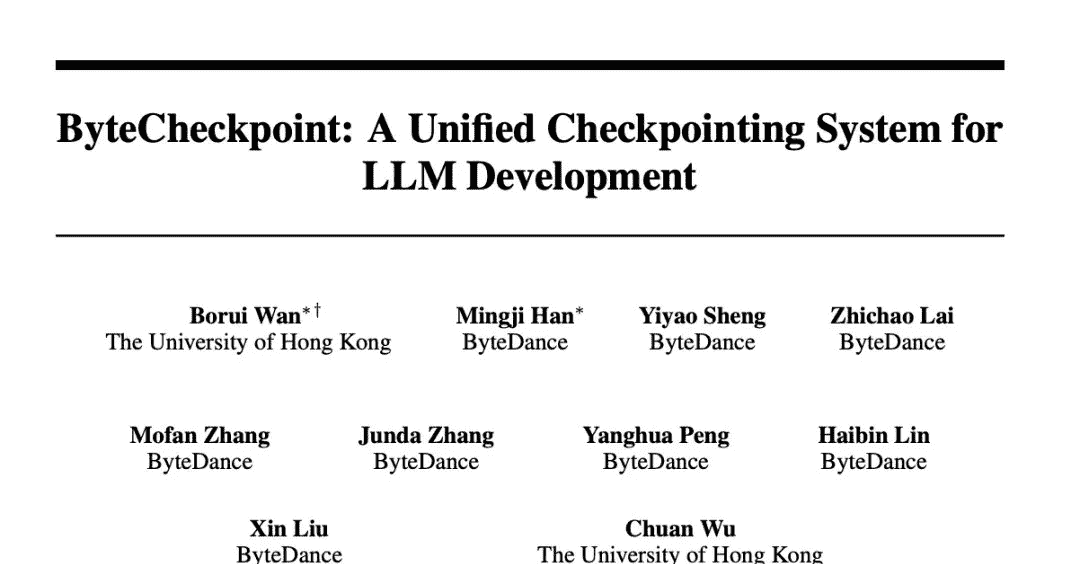 ByteCheckpoint: A Unified Checkpointing System for
LLM Development
Borui Wan*† Mingji Han* Yiyao Sheng Zhichao Lai
The University of Hong Kong ByteDance ByteDance ByteDance
Mofan Zhang Junda Zhang Yanghua Peng Haibin Lin
ByteDance ByteDance ByteDance ByteDance
Xin Liu Chuan Wu
ByteDance The University of Hong Kong